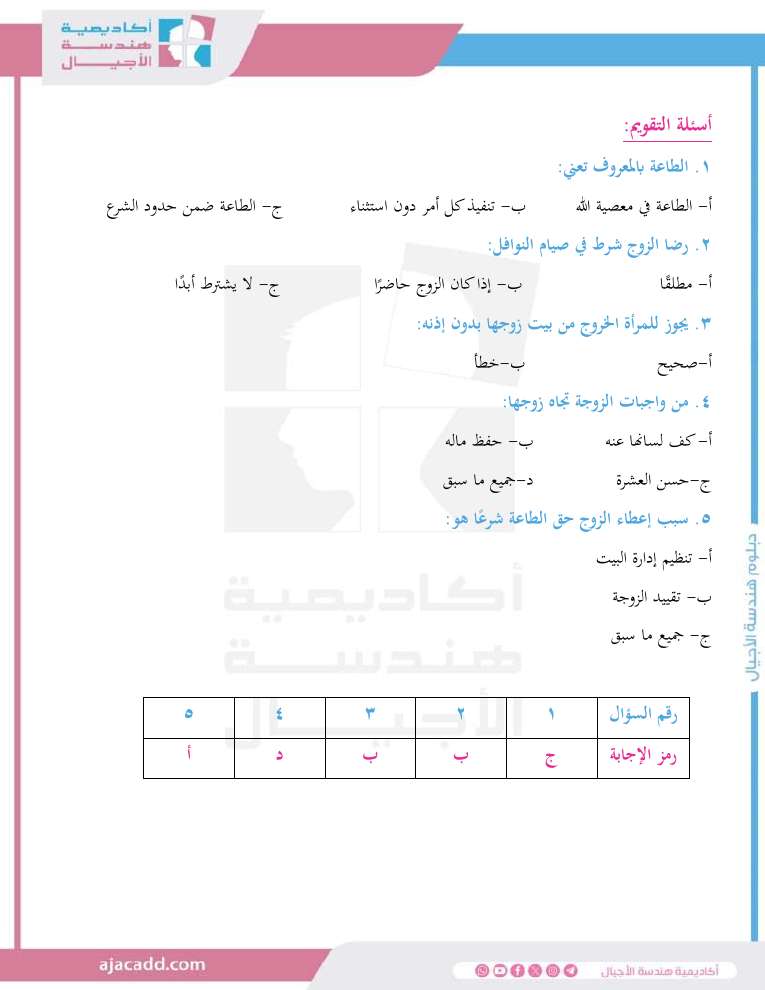 أكاديمية
هندسة
الأجيال
أسئلة التقويم:
١. الطاعة بالمعروف تعني:
أ- الطاعة في معصية الله ب- تنفيذ كل أمر دون استثناء ج- الطاعة ضمن حدود الشرع
٢. رضا الزوج شرط في صيام النوافل:
أ- مطلقًا ب- إذا كان الزوج حاضرًا ج- لا يشترط أبدًا
٣. يجوز للمرأة الخروج من بيت زوجها بدون إذنه:
أ-صحيح ب-خطأ
٤. من واجبات الزوجة تجاه زوجها:
أ-كف لسانها عنه ب- حفظ ماله
ج-حسن العشرة د-جميع ما سبق
٥. سبب إعطاء الزوج حق الطاعة شرعًا هو:
أ- تنظيم إدارة البيت
ب- تقييد الزوجة
ج- جميع ما سبق
أكاديمية
هندسة
الأجيال
رقم السؤال ١ ٢ ٣ ٤ ٥
رمز الإجابة ج ب ب د أ
دبلوم هندسة الأجيال
أكاديمية هندسة الأجيال
ajacadd.com